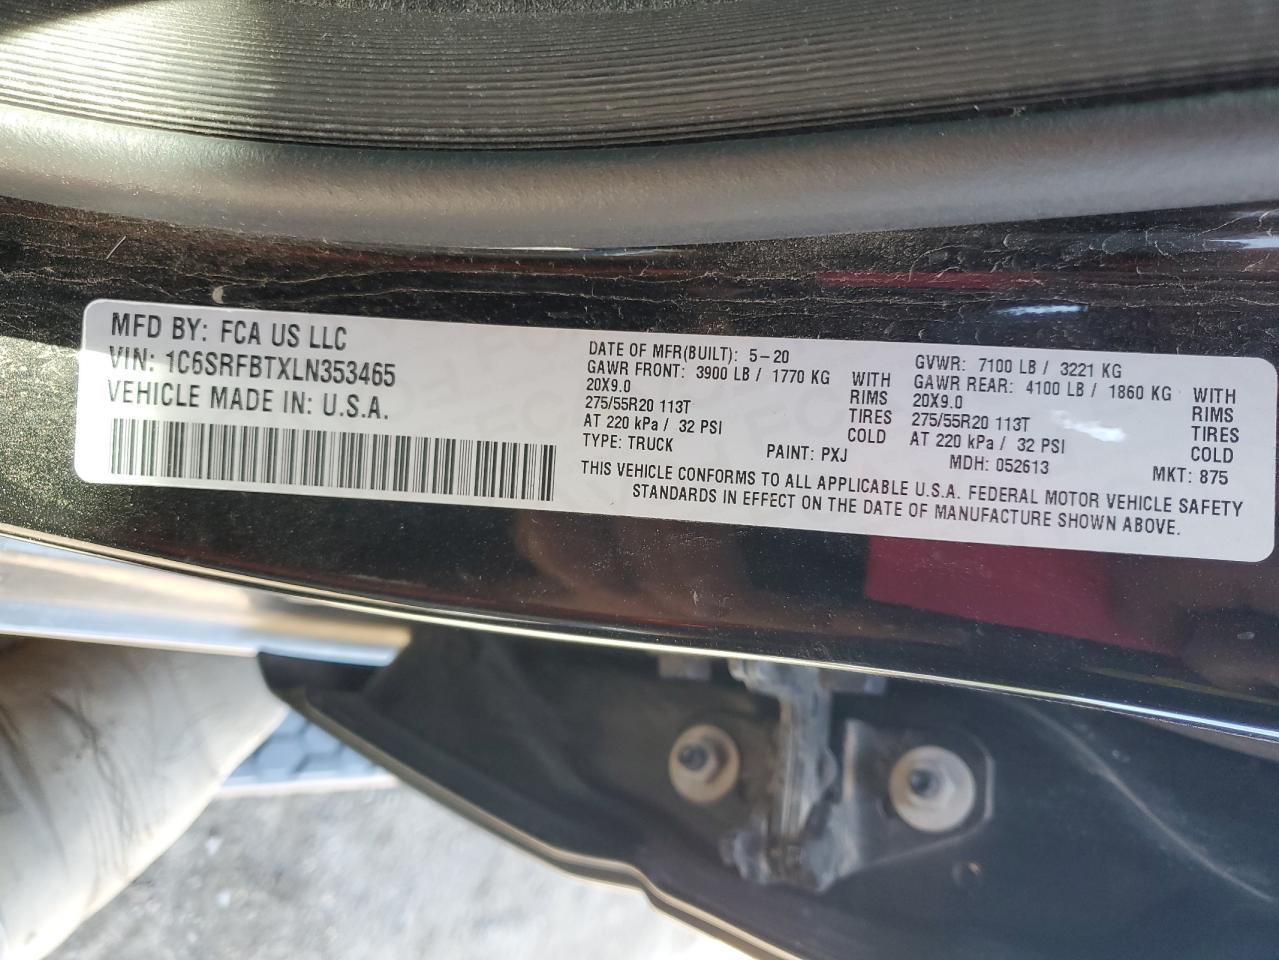 MFD BY: FCA US LLC
VIN: 1C6SRFBTXLN353465
VEHICLE MADE IN: U.S.A.
DATE OF MFR(BUILT): 5-20
GAWR FRONT: 3900 LB / 1770 KG WITH
20X9.0 RIMS
275/55R20 113T TIRES
AT 220 kPa / 32 PSI COLD
TYPE: TRUCK PAINT: PXJ
GVWR: 7100 LB / 3221 KG
GAWR REAR: 4100 LB / 1860 KG WITH
20X9.0 RIMS
275/55R20 113T TIRES
AT 220 kPa / 32 PSI COLD
MDH: 052613 MKT: 875
THIS VEHICLE CONFORMS TO ALL APPLICABLE U.S.A. FEDERAL MOTOR VEHICLE SAFETY
STANDARDS IN EFFECT ON THE DATE OF MANUFACTURE SHOWN ABOVE.